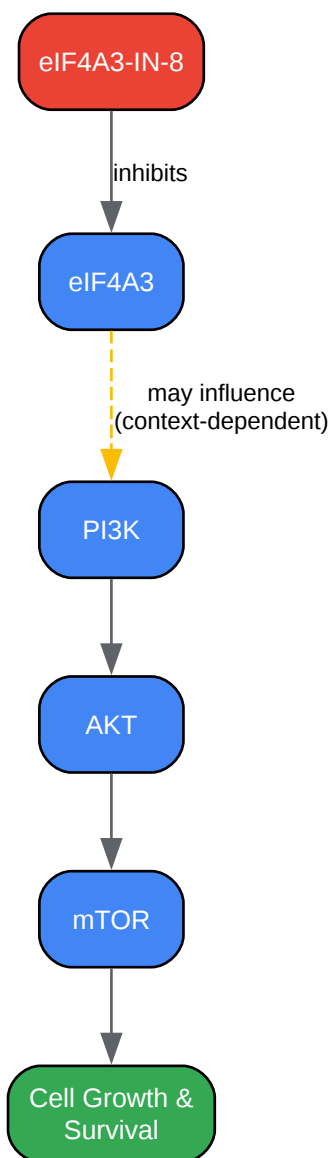 eIF4A3-IN-8
inhibits
eIF4A3
may influence
(context-dependent)
PI3K
AKT
mTOR
Cell Growth &
Survival